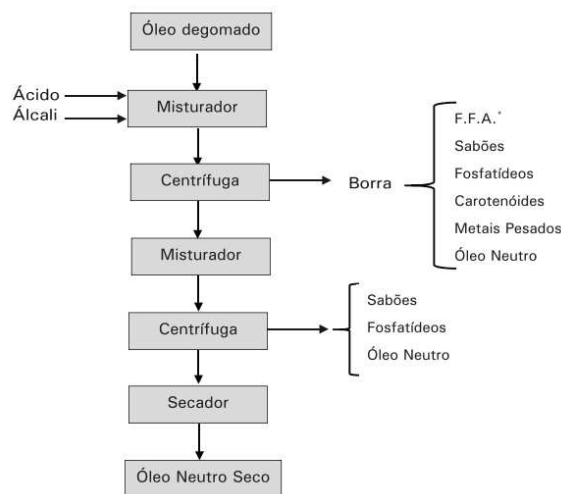 Óleo degomado
Ácido
Álcali
Misturador
Centrífuga
Borra
F.F.A.*
Sabões
Fosfatídeos
Carotenóides
Metais Pesados
Óleo Neutro
Misturador
Centrífuga
Sabões
Fosfatídeos
Óleo Neutro
Secador
Óleo Neutro Seco